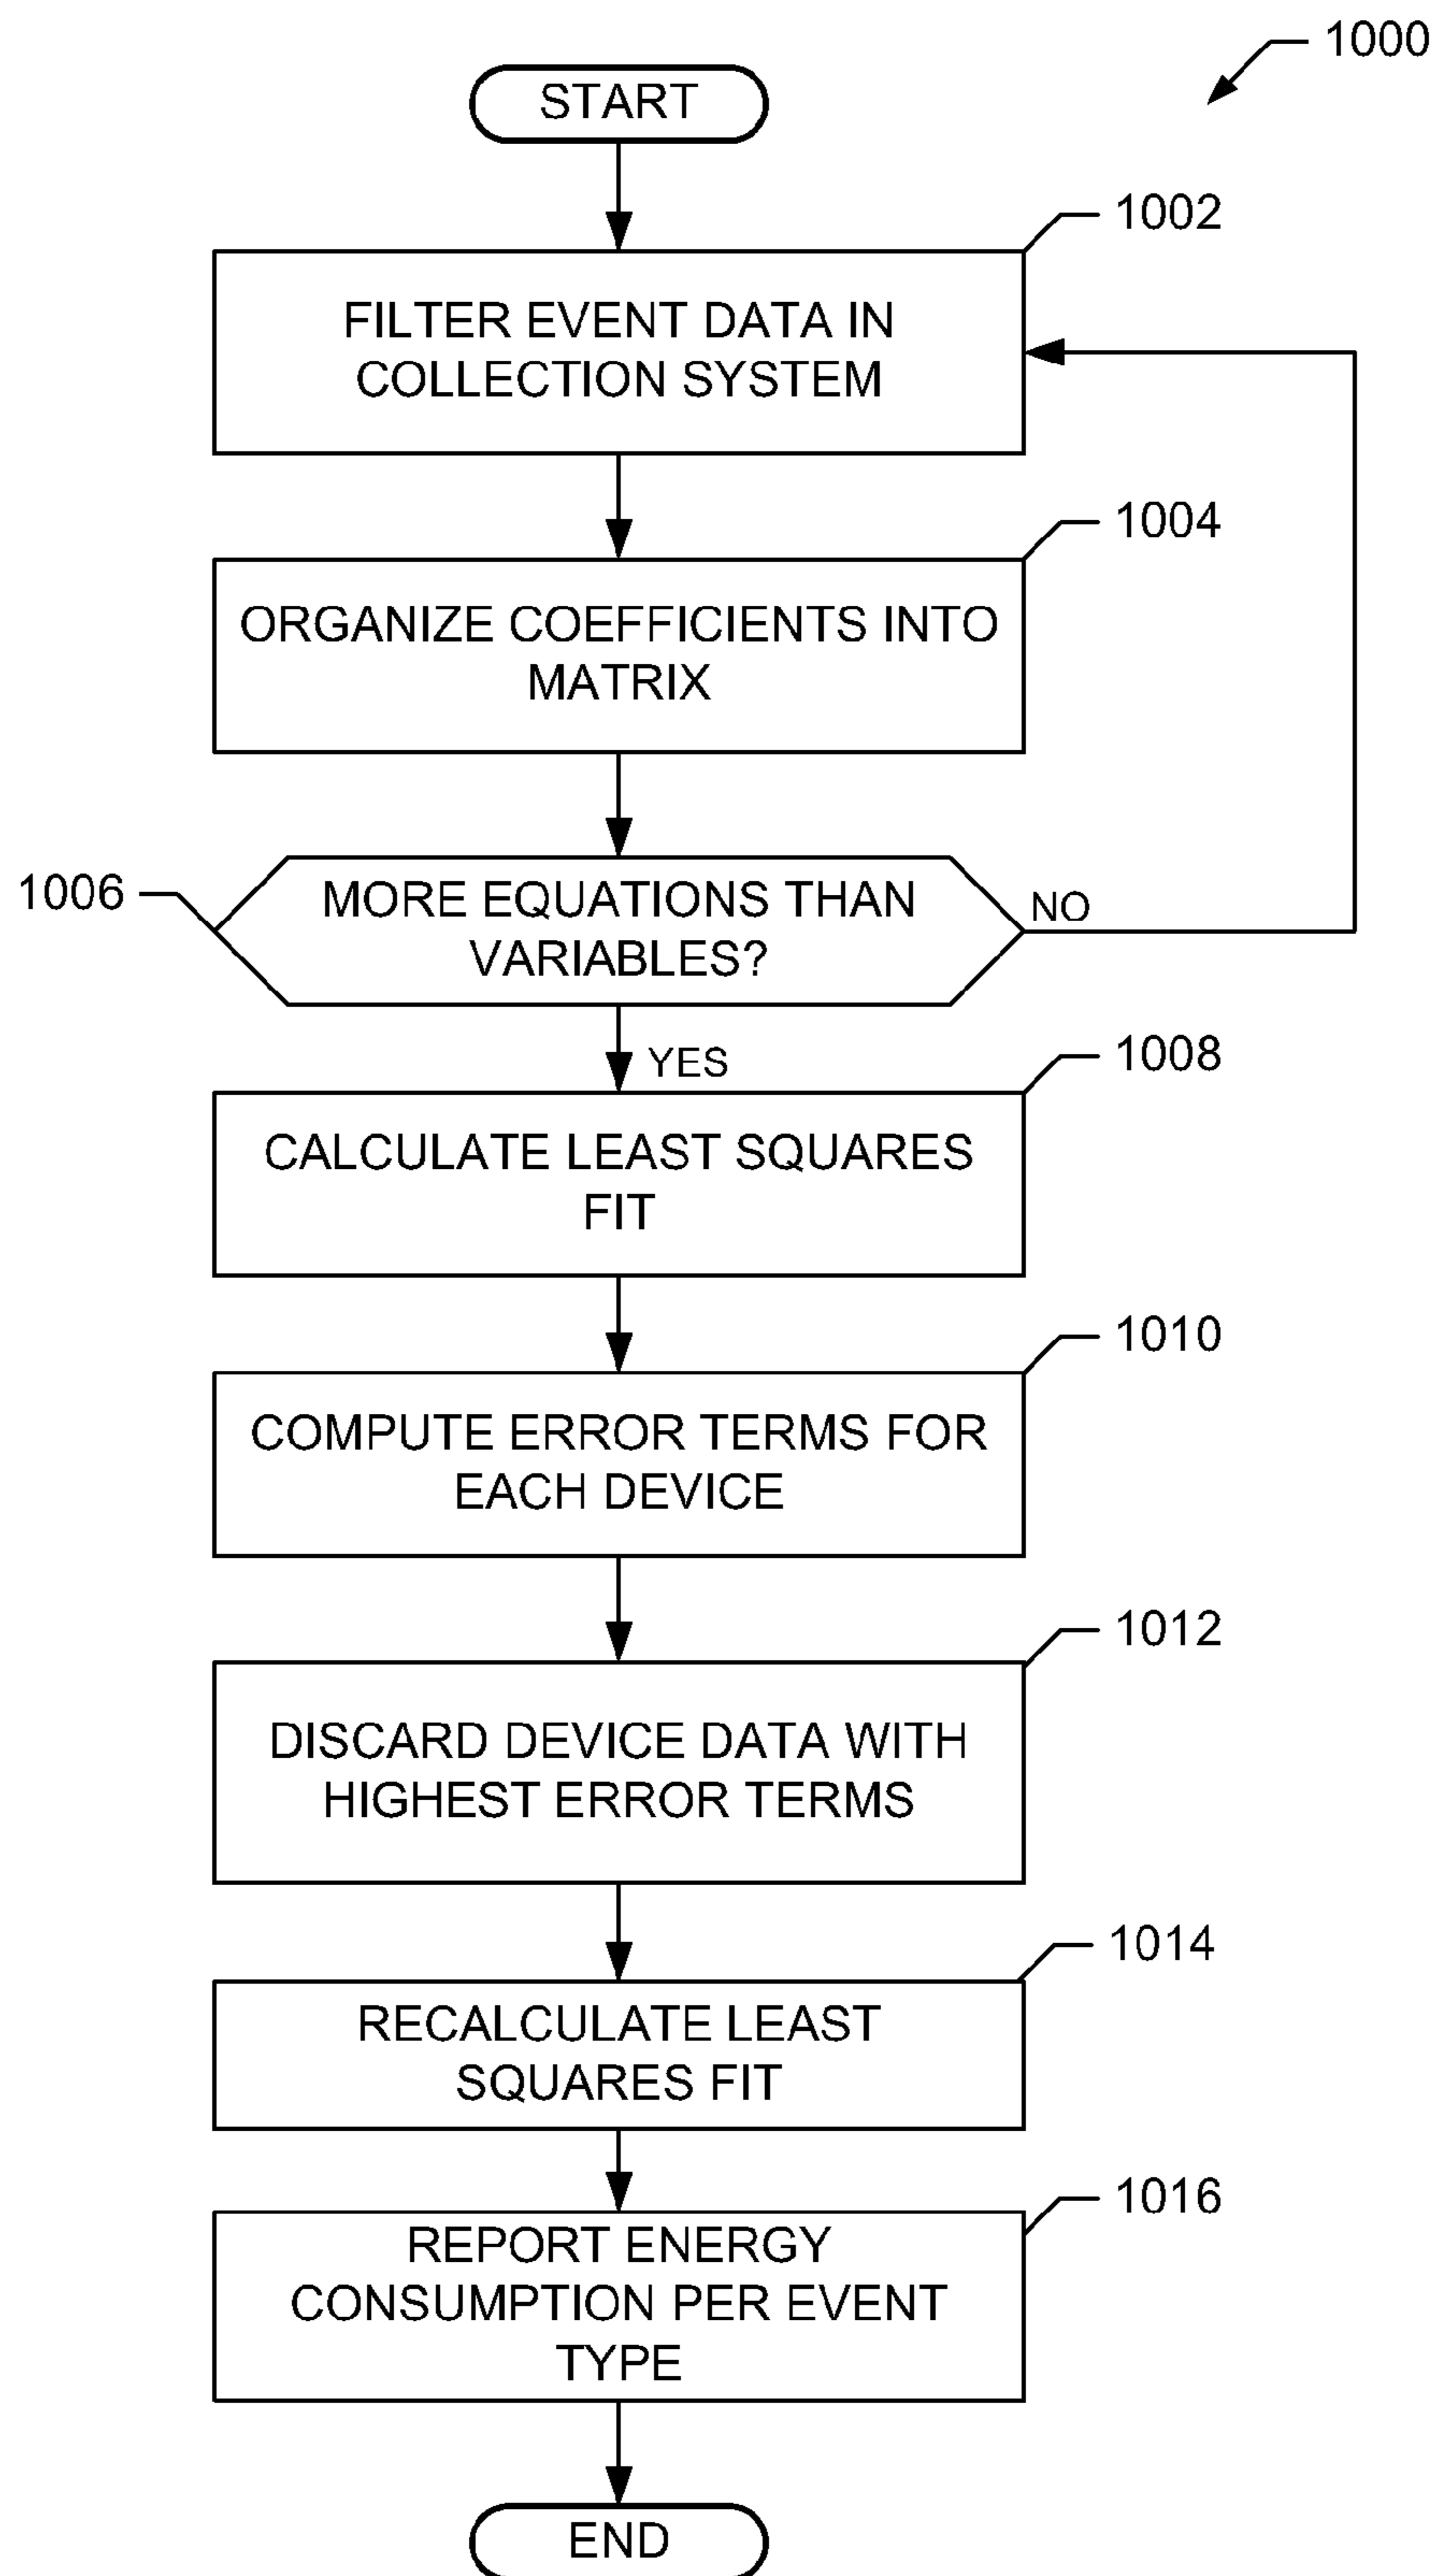 1000
START
1002
FILTER EVENT DATA IN
COLLECTION SYSTEM
1004
ORGANIZE COEFFICIENTS INTO
MATRIX
1006
MORE EQUATIONS THAN
VARIABLES?
NO
YES
1008
CALCULATE LEAST SQUARES
FIT
1010
COMPUTE ERROR TERMS FOR
EACH DEVICE
1012
DISCARD DEVICE DATA WITH
HIGHEST ERROR TERMS
1014
RECALCULATE LEAST
SQUARES FIT
1016
REPORT ENERGY
CONSUMPTION PER EVENT
TYPE
END